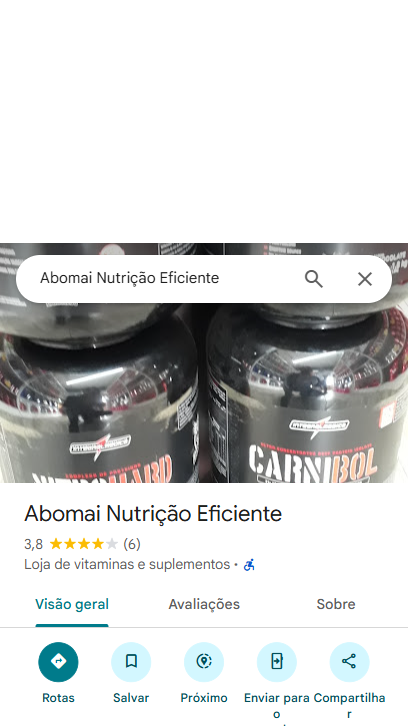 Abomai Nutrição Eficiente
CARNIBOL
Abomai Nutrição Eficiente
3,8 (6)
Loja de vitaminas e suplementos ·
Visão geral Avaliações Sobre
Rotas Salvar Próximo Enviar para o Compartilhar